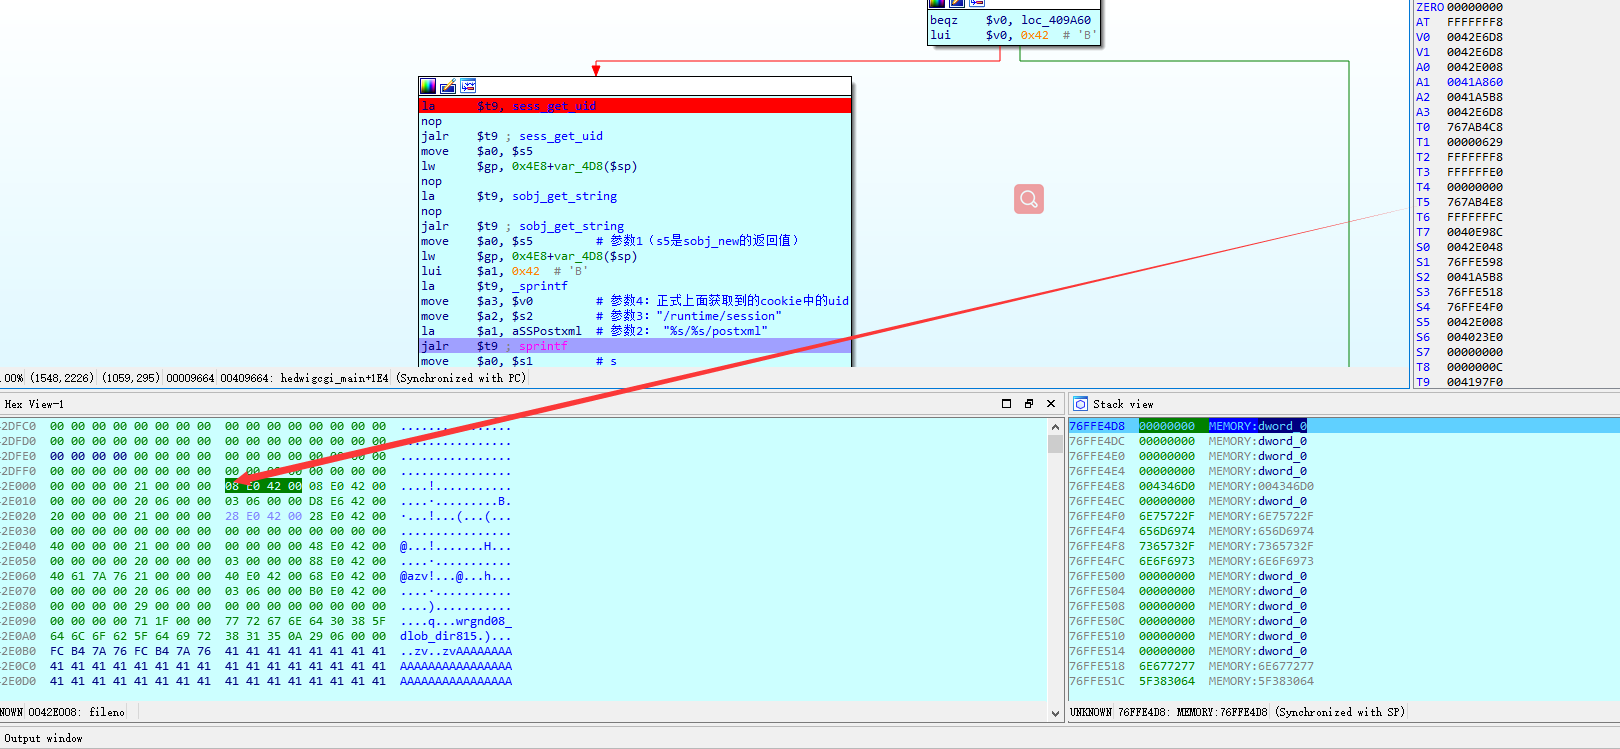 beqz $v0, loc_409A60
lui $v0, 0x42 # 'B'
la $t9, sess_get_uid
nop
jalr $t9 ; sess_get_uid
move $a0, $s5
lw $gp, 0x4E8+var_4D8($sp)
nop
la $t9, sobj_get_string
nop
jalr $t9 ; sobj_get_string
move $a0, $s5 # 参数1（s5是sobj_new的返回值）
lw $gp, 0x4E8+var_4D8($sp)
lui $a1, 0x42 # 'B'
la $t9, _sprintf
move $a3, $v0 # 参数4：正式上面获取到的cookie中的uid
move $a2, $s2 # 参数3："/runtime/session"
la $a1, aSSPostxml # 参数2： "%s/%s/postxml"
jalr $t9 ; sprintf
move $a0, $s1 # s
.00% (1548,2226) (1059,295) 00009664 00409664: hedwigcgi_main+1E4 (Synchronized with PC)
ZERO 00000000
AT FFFFFFF8
V0 0042E6D8
V1 0042E6D8
A0 0042E008
A1 0041A860
A2 0041A5B8
A3 0042E6D8
T0 767AB4C8
T1 00000629
T2 FFFFFFF8
T3 FFFFFFE0
T4 00000000
T5 767AB4E8
T6 FFFFFFFC
T7 0040E98C
S0 0042E048
S1 76FFE598
S2 0041A5B8
S3 76FFE518
S4 76FFE4F0
S5 0042E008
S6 004023E0
S7 00000000
T8 0000000C
T9 004197F0
Hex View-1
42DFC0 00 00 00 00 00 00 00 00 00 00 00 00 00 00 00 00 ................
42DFD0 00 00 00 00 00 00 00 00 00 00 00 00 00 00 00 00 ................
42DFE0 00 00 00 00 00 00 00 00 00 00 00 00 00 00 00 00 ................
42DFF0 00 00 00 00 00 00 00 00 00 00 00 00 00 00 00 00 ................
42E000 00 00 00 00 21 00 00 00 08 E0 42 00 08 E0 42 00 ....!...........
42E010 00 00 00 00 20 06 00 00 03 06 00 00 D8 E6 42 00 ....·.........B.
42E020 20 00 00 00 21 00 00 00 28 E0 42 00 28 E0 42 00 ·...!...(...(...
42E030 00 00 00 00 00 00 00 00 00 00 00 00 00 00 00 00 ................
42E040 40 00 00 00 21 00 00 00 00 00 00 00 48 E0 42 00 @...!.......H...
42E050 00 00 00 00 20 00 00 00 03 00 00 00 88 E0 42 00 ....·...........
42E060 40 61 7A 76 21 00 00 00 40 E0 42 00 68 E0 42 00 @azv!...@...h...
42E070 00 00 00 00 20 06 00 00 03 06 00 00 B0 E0 42 00 ....·...........
42E080 00 00 00 00 29 00 00 00 00 00 00 00 00 00 00 00 ....)...........
42E090 00 00 00 00 71 1F 00 00 77 72 67 6E 64 30 38 5F ....q...wrgnd08_
42E0A0 64 6C 6F 62 5F 64 69 72 38 31 35 0A 29 06 00 00 dlob_dir815.)...
42E0B0 FC B4 7A 76 FC B4 7A 76 41 41 41 41 41 41 41 41 ..zv..zvAAAAAAAA
42E0C0 41 41 41 41 41 41 41 41 41 41 41 41 41 41 41 41 AAAAAAAAAAAAAAAA
42E0D0 41 41 41 41 41 41 41 41 41 41 41 41 41 41 41 41 AAAAAAAAAAAAAAAA
NOWN 0042E008: fileno
Stack view
76FFE4D8 00000000 MEMORY:dword_0
76FFE4DC 00000000 MEMORY:dword_0
76FFE4E0 00000000 MEMORY:dword_0
76FFE4E4 00000000 MEMORY:dword_0
76FFE4E8 004346D0 MEMORY:004346D0
76FFE4EC 00000000 MEMORY:dword_0
76FFE4F0 6E75722F MEMORY:6E75722F
76FFE4F4 656D6974 MEMORY:656D6974
76FFE4F8 7365732F MEMORY:7365732F
76FFE4FC 6E6F6973 MEMORY:6E6F6973
76FFE500 00000000 MEMORY:dword_0
76FFE504 00000000 MEMORY:dword_0
76FFE508 00000000 MEMORY:dword_0
76FFE50C 00000000 MEMORY:dword_0
76FFE510 00000000 MEMORY:dword_0
76FFE514 00000000 MEMORY:dword_0
76FFE518 6E677277 MEMORY:6E677277
76FFE51C 5F383064 MEMORY:5F383064
UNKNOWN 76FFE4D8: MEMORY:76FFE4D8 (Synchronized with SP)
Output window